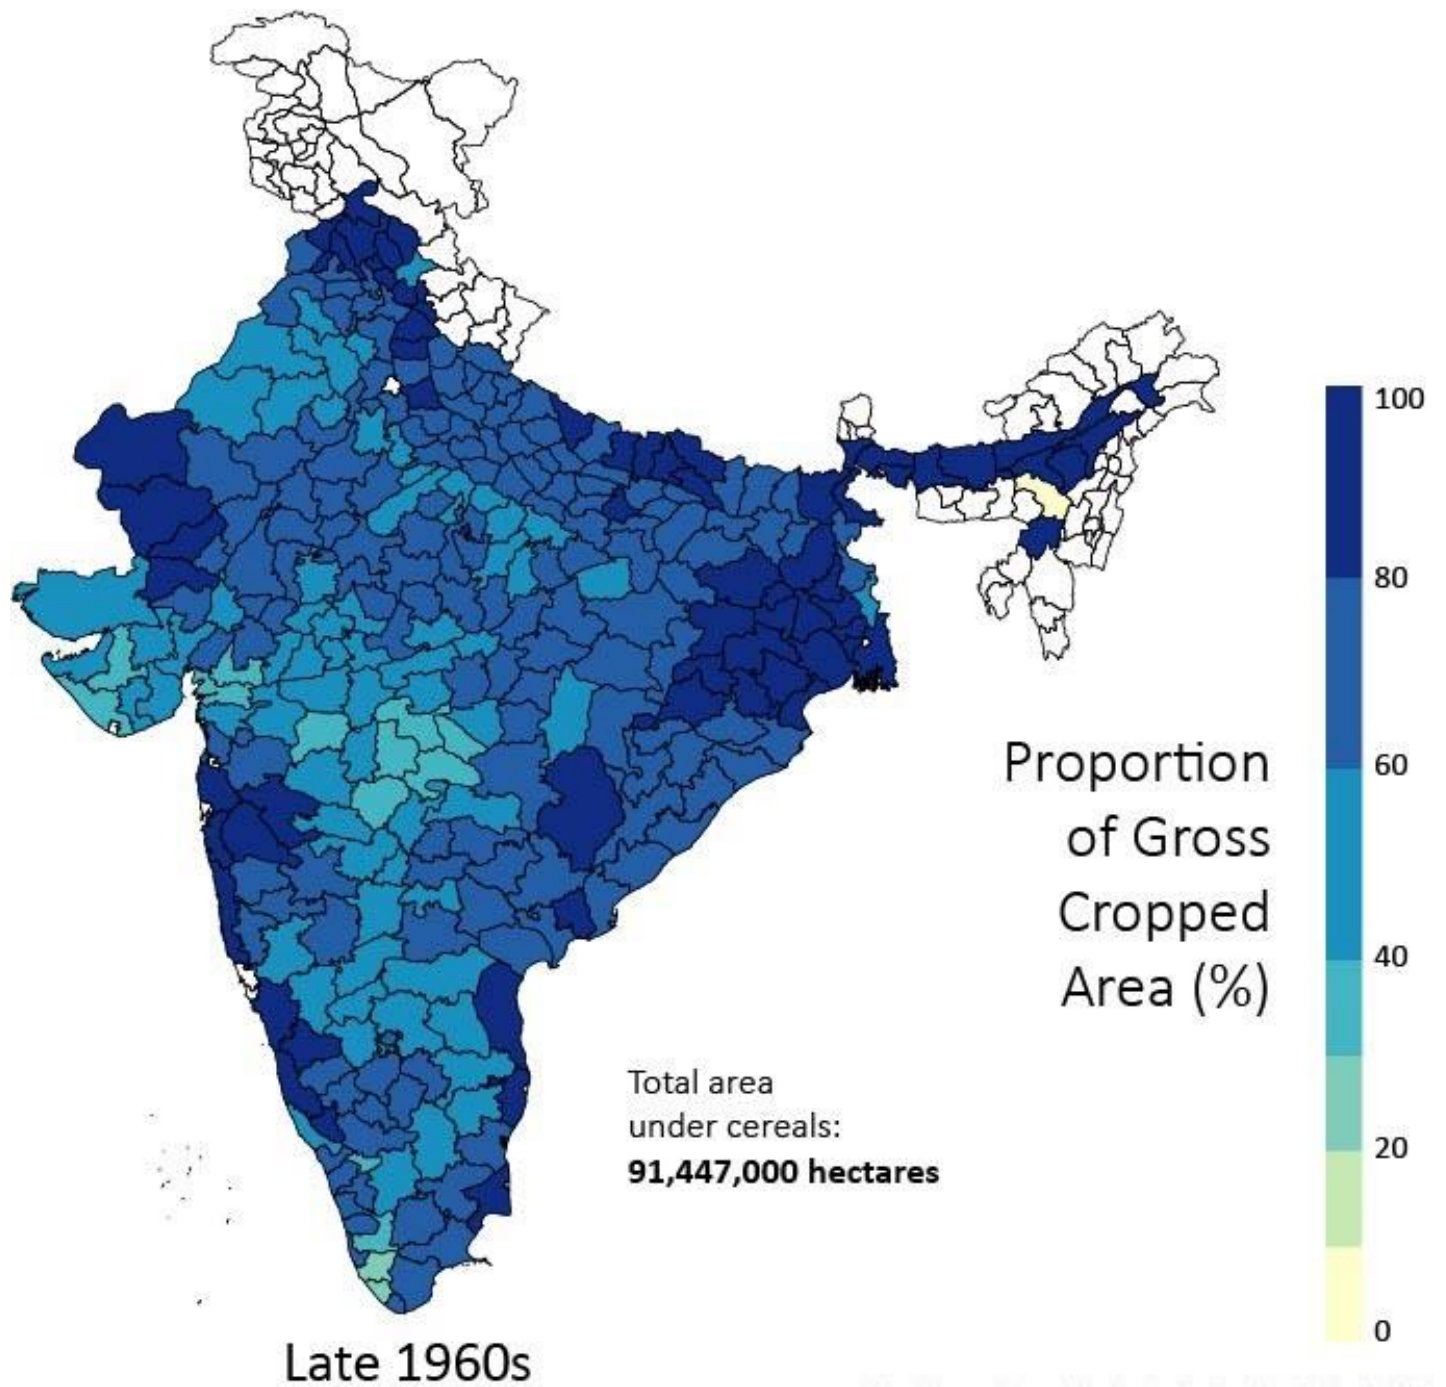 100
80
60
40
20
0
Proportion
of Gross
Cropped
Area (%)
Total area
under cereals:
91,447,000 hectares
Late 1960s